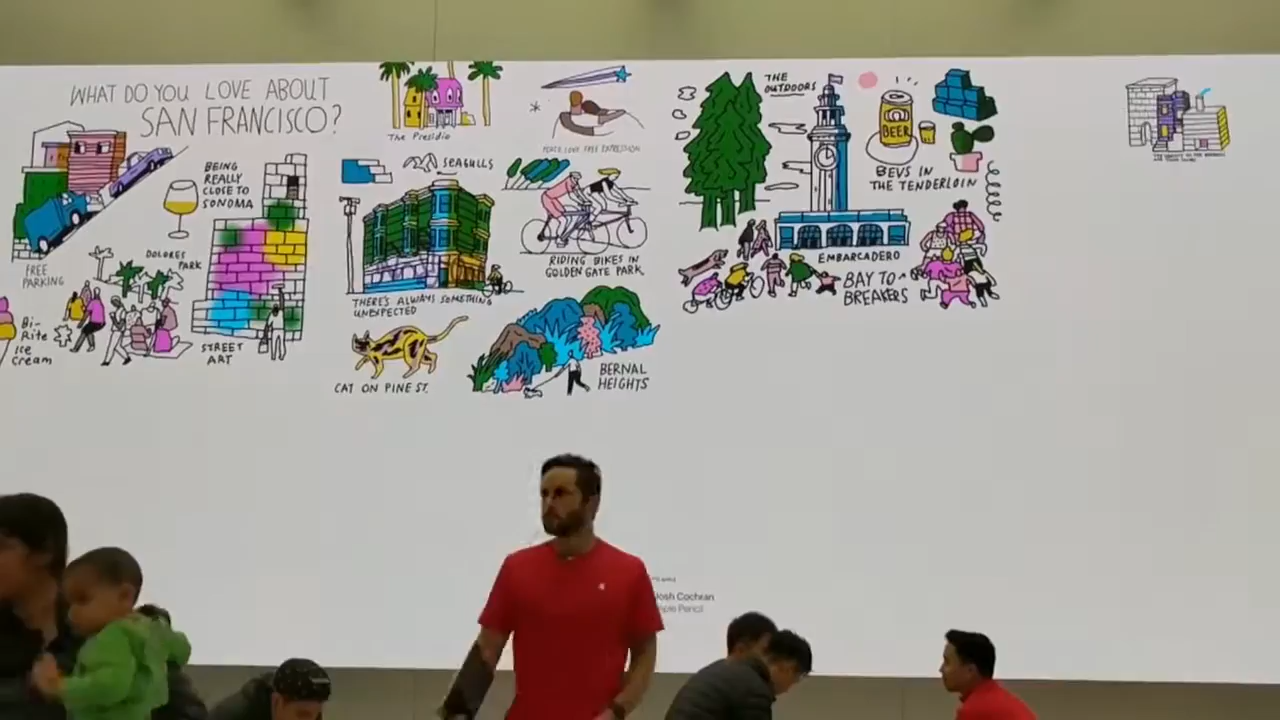 WHAT DO YOU LOVE ABOUT
SAN FRANCISCO?
FREE
PARKING
Bi-
Rite
Ice
Cream
DOLORES
PARK
BEING
REALLY
CLOSE TO
SONOMA
STREET
ART
The Presidio
SEAGULLS
THERE'S ALWAYS SOMETHING
UNEXPECTED
CAT ON PINE ST.
PEACE LOVE FREE EXPRESSION
RIDING BIKES IN
GOLDEN GATE PARK
BERNAL
HEIGHTS
THE
OUTDOORS
BEER
BEVS IN
THE TENDERLOIN
EMBARCADERO
BAY TO
BREAKERS
Josh Cochran
Pencil